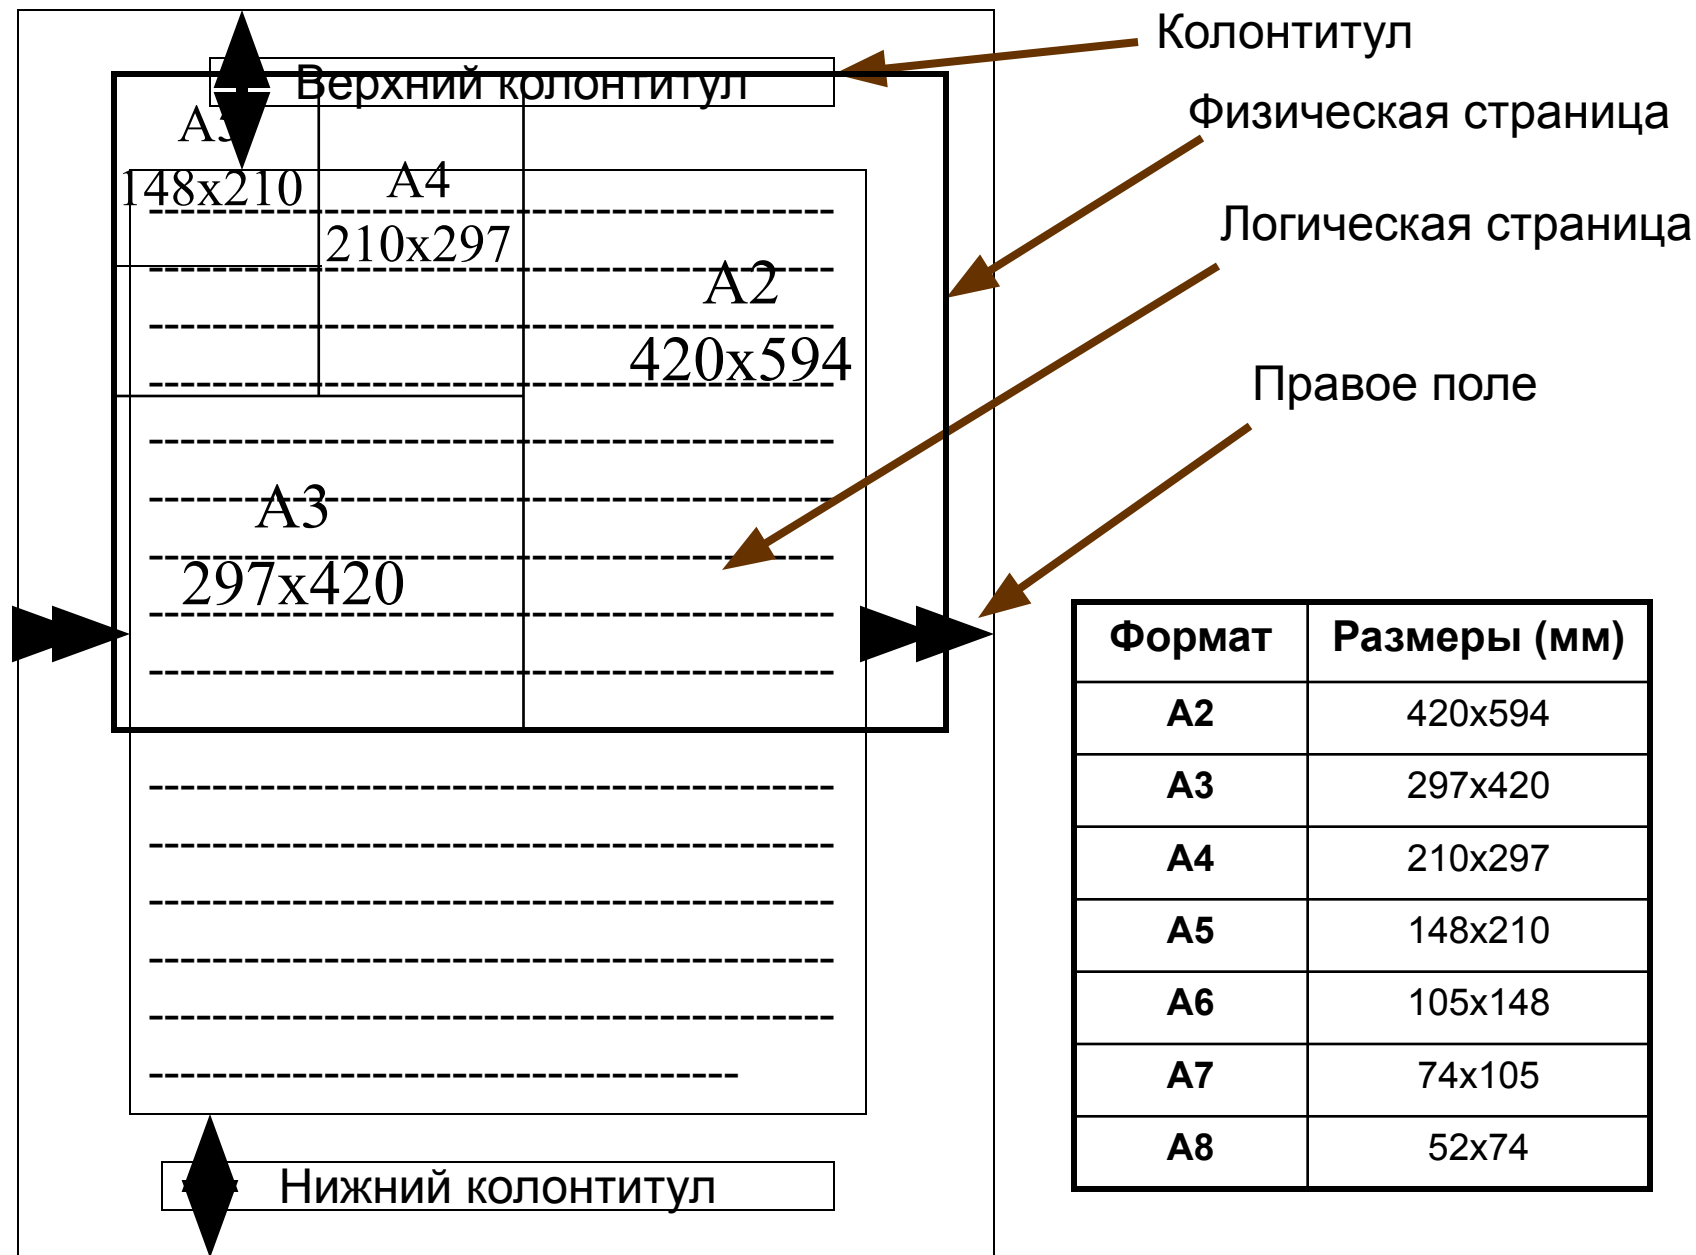 Колонтитул
Верхний колонтитул
Физическая страница
148x210
A4
210x297
Логическая страница
A2
420x594
Правое поле
A3
297x420
Формат Размеры (мм)
A2 420x594
A3 297x420
A4 210x297
A5 148x210
A6 105x148
A7 74x105
A8 52x74
Нижний колонтитул